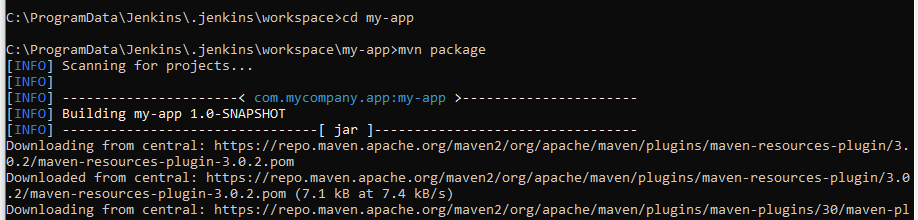 C:\ProgramData\Jenkins\.jenkins\workspace>cd my-app
C:\ProgramData\Jenkins\.jenkins\workspace\my-app>mvn package
[INFO] Scanning for projects...
[INFO]
[INFO] ----------------------< com.mycompany.app:my-app >----------------------
[INFO] Building my-app 1.0-SNAPSHOT
[INFO] --------------------------------[ jar ]---------------------------------
Downloading from central: https://repo.maven.apache.org/maven2/org/apache/maven/plugins/maven-resources-plugin/3.
0.2/maven-resources-plugin-3.0.2.pom
Downloaded from central: https://repo.maven.apache.org/maven2/org/apache/maven/plugins/maven-resources-plugin/3.0
.2/maven-resources-plugin-3.0.2.pom (7.1 kB at 7.4 kB/s)
Downloading from central: https://repo.maven.apache.org/maven2/org/apache/maven/plugins/maven-plugins/30/maven-pl